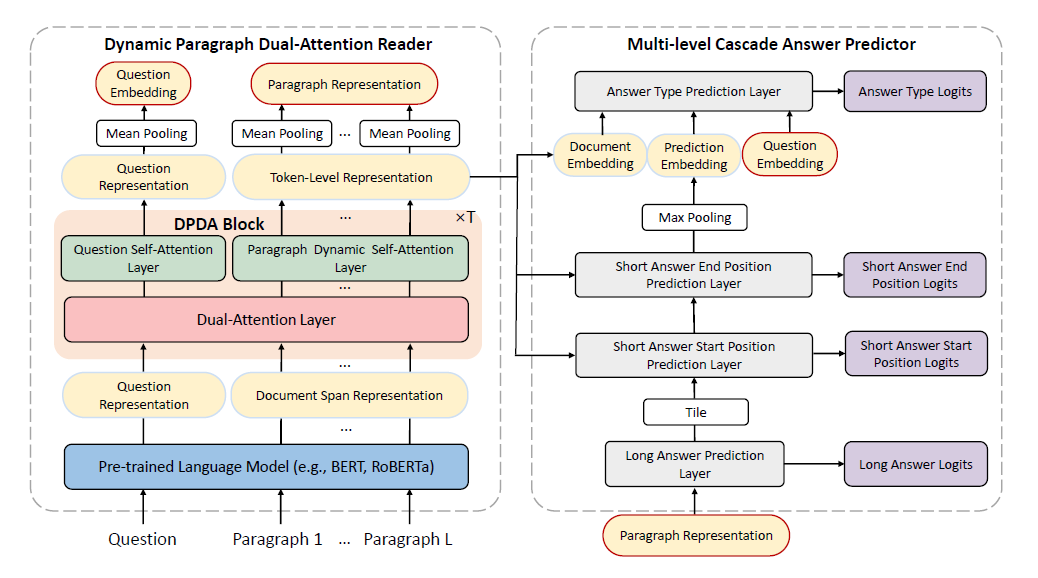 Dynamic Paragraph Dual-Attention Reader
Question
Embedding
Paragraph Representation
Mean Pooling
Mean Pooling
...
Mean Pooling
Question
Representation
Token-Level Representation
...
×T
DPDA Block
Question Self-Attention
Layer
Paragraph Dynamic Self-Attention
Layer
...
Dual-Attention Layer
...
Question
Representation
Document Span Representation
...
Pre-trained Language Model (e.g., BERT, RoBERTa)
Question
Paragraph 1
...
Paragraph L
Multi-level Cascade Answer Predictor
Answer Type Prediction Layer
Answer Type Logits
Document
Embedding
Prediction
Embedding
Question
Embedding
Max Pooling
Short Answer End Position
Prediction Layer
Short Answer End
Position Logits
Short Answer Start Position
Prediction Layer
Short Answer Start
Position Logits
Tile
Long Answer Prediction
Layer
Long Answer Logits
Paragraph Representation